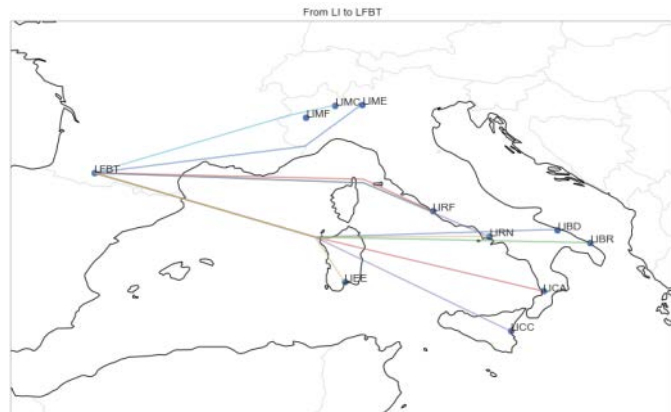 From LI to LFBT
LIMC
LIME
LIMF
LFBT
LIRF
LIRN
LIBD
LIBR
LIEE
LICA
LICC